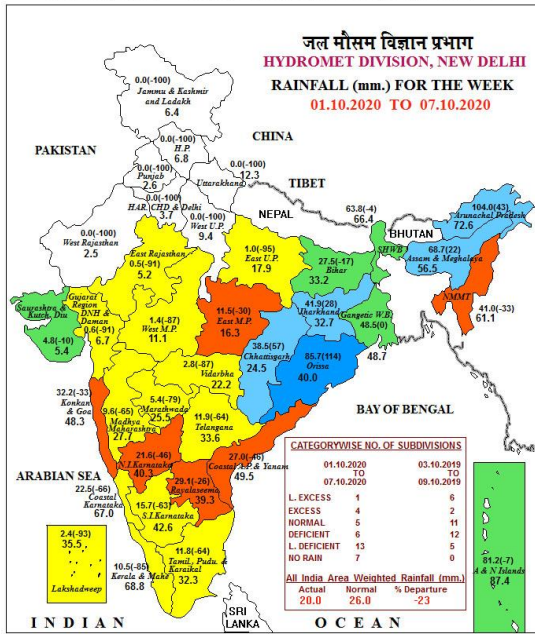 जल मौसम विज्ञान प्रभाग
HYDROMET DIVISION, NEW DELHI
RAINFALL (mm.) FOR THE WEEK
01.10.2020 TO 07.10.2020
0.0(-100)
Jammu & Kashmir
and Ladakh
6.4
CHINA
0.0(-100)
H.P.
6.8
PAKISTAN
0.0(-100)
Punjab
2.6
0.0(-100)
12.3
Uttarakhand
TIBET
0.0(-100)
HAR. CHD & Delhi
3.7
0.0(-100)
West U.P.
9.4
NEPAL
63.8(-4)
66.4
BHUTAN
104.0(43)
Arunachal Pradesh
72.6
0.0(-100)
West Rajasthan
2.5
East Rajasthan
0.5(-91)
5.2
1.0(-95)
East U.P.
17.9
27.5(-17)
Bihar
33.2
SHWB
68.7(22)
Assam & Meghalaya
56.5
Saurashtra &
Kutch, Diu
4.8(-10)
5.4
Gujarat
Region
DNH &
Daman
0.6(-91)
6.7
1.4(-87)
West M.P.
11.1
11.5(-30)
East M.P.
16.3
41.9(28)
Jharkhand
32.7
Gangetic W.B.
48.5(0)
48.7
NMMT
41.0(-33)
61.1
38.5(57)
Chhattisgarh
24.5
85.7(114)
Orissa
40.0
2.8(-87)
Vidarbha
22.2
32.2(-33)
Konkan
& Goa
48.3
5.4(-79)
Marathwada
25.5
9.6(-65)
Madhya
Maharashtra
27.7
11.9(-64)
Telangana
33.6
BAY OF BENGAL
ARABIAN SEA
21.6(-46)
N.I.Karnataka
40.3
27.0(-46)
Coastal A.P.& Yanam
49.5
29.1(-26)
Rayalaseema
39.3
22.5(-66)
Coastal
Karnataka
67.0
15.7(-63)
S.I.Karnataka
42.6
2.4(-93)
35.5
Lakshadweep
10.5(-85)
Kerala & Mahe
68.8
11.8(-64)
Tamil, Pudu. &
Karaikal
32.3
CATEGORYWISE NO. OF SUBDIVISIONS
01.10.2020 03.10.2019
TO TO
07.10.2020 09.10.2019
L. EXCESS 1 6
EXCESS 4 2
NORMAL 5 11
DEFICIENT 6 12
L. DEFICIENT 13 5
NO RAIN 7 0
All India Area Weighted Rainfall (mm.)
Actual Normal % Departure
20.0 26.0 -23
81.2(-7)
A & N Islands
87.4
SRI
LANKA
INDIAN OCEAN